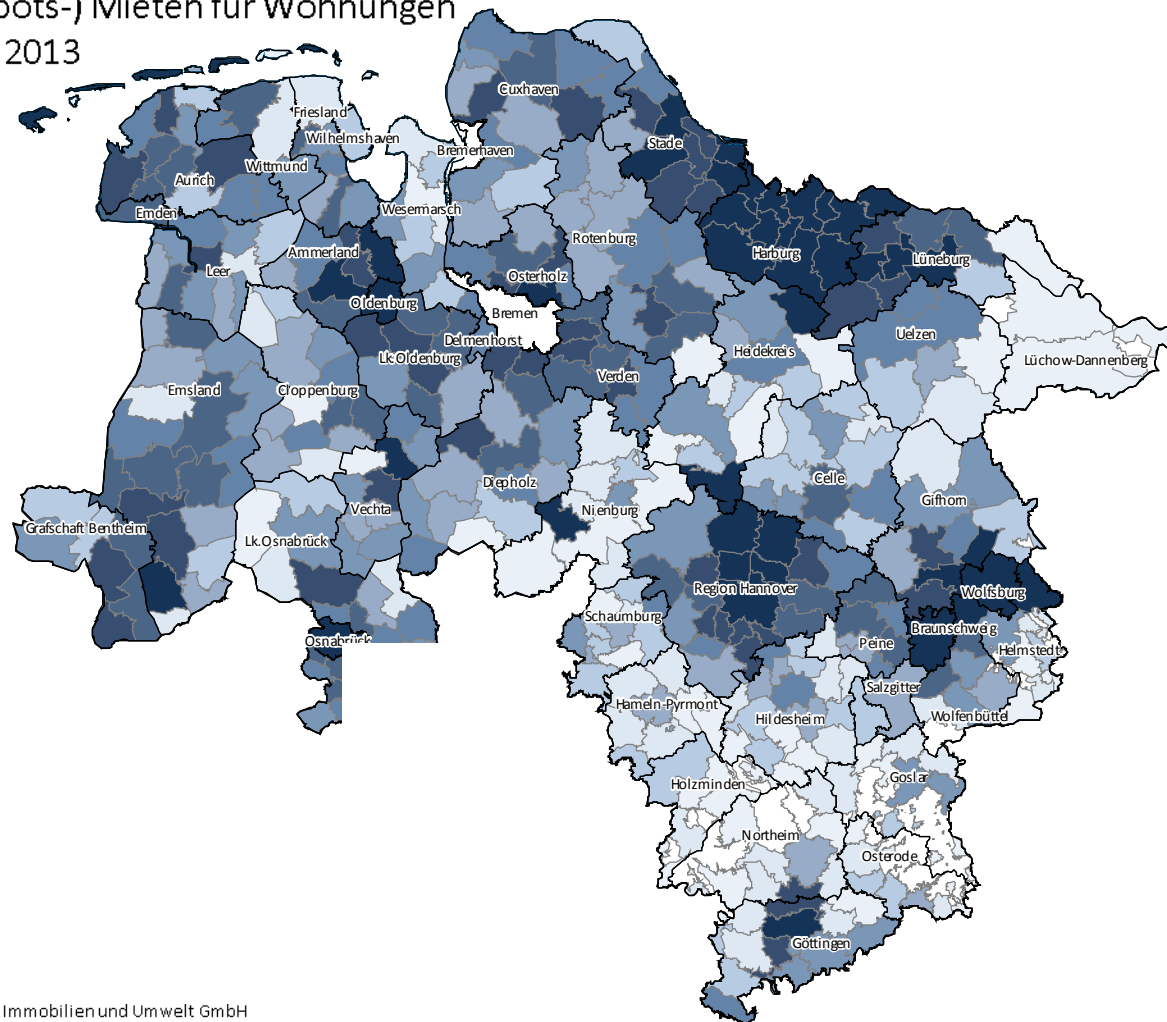 bots-) Mieten für Wohnungen
2013
Cuxhaven
Friesland
Wilhelmshaven
Stade
Bremerhaven
Wittmund
Aurich
Emden
Wesermarsch
Rotenburg
Ammerland
Harburg
Lüneburg
Leer
Osterholz
Oldenburg
Bremen
Uelzen
Delmenhorst
Heidekreis
Lk.Oldenburg
Lüchow-Dannenberg
Verden
Emsland
Cloppenburg
Celle
Diepholz
Gifhorn
Vechta
Nienburg
Grafschaft Bentheim
Lk.Osnabrück
Region Hannover
Wolfsburg
Schaumburg
Braunschweig
Osnabrück
Peine
Helmstedt
Salzgitter
Hameln-Pyrmont
Wolfenbüttel
Hildesheim
Goslar
Holzminden
Northeim
Osterode
Göttingen
Immobilien und Umwelt GmbH